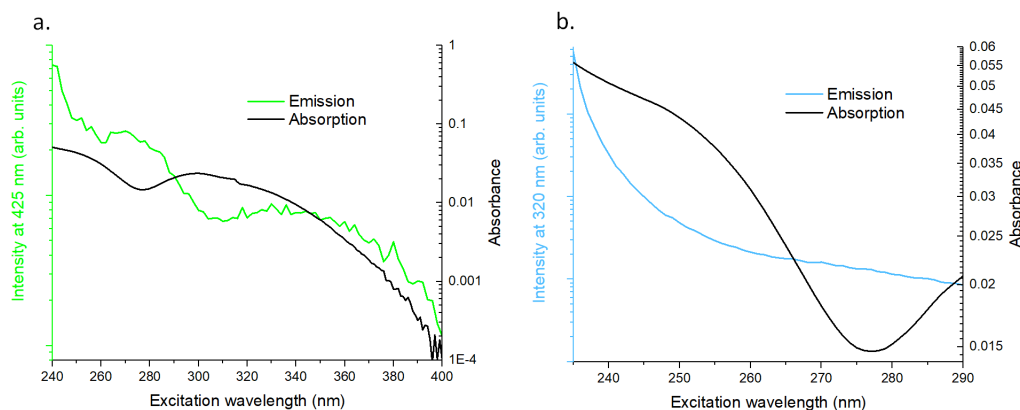 a.
Intensity at 425 nm (arb. units)
Emission
Absorption
1
0.1
0.01
0.001
1E-4
Absorbance
240 260 280 300 320 340 360 380 400
Excitation wavelength (nm)
b.
Intensity at 320 nm (arb. units)
Emission
Absorption
0.06
0.055
0.05
0.045
0.04
0.035
0.03
0.025
0.02
0.015
Absorbance
240 250 260 270 280 290
Excitation wavelength (nm)